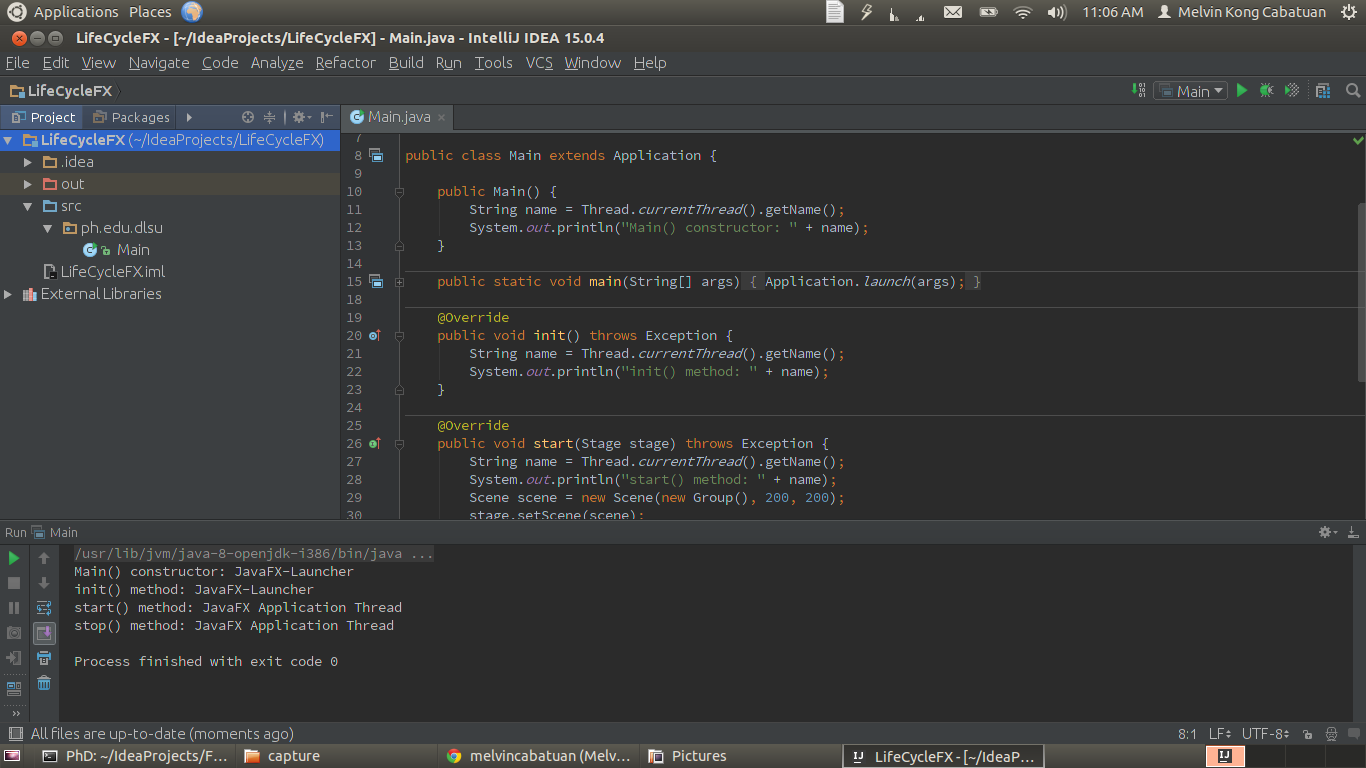 Applications Places 11:06 AM Melvin Kong Cabatuan
LifeCycleFX - [~/IdeaProjects/LifeCycleFX] - Main.java - IntelliJ IDEA 15.0.4
File Edit View Navigate Code Analyze Refactor Build Run Tools VCS Window Help
LifeCycleFX Main
Project Packages Main.java
LifeCycleFX (~/IdeaProjects/LifeCycleFX)
.idea
out
src
ph.edu.dlsu
Main
LifeCycleFX.iml
External Libraries
7
8 public class Main extends Application {
9
10 public Main() {
11 String name = Thread.currentThread().getName();
12 System.out.println("Main() constructor: " + name);
13 }
14
15 public static void main(String[] args) { Application.launch(args); }
18
19 @Override
20 public void init() throws Exception {
21 String name = Thread.currentThread().getName();
22 System.out.println("init() method: " + name);
23 }
24
25 @Override
26 public void start(Stage stage) throws Exception {
27 String name = Thread.currentThread().getName();
28 System.out.println("start() method: " + name);
29 Scene scene = new Scene(new Group(), 200, 200);
30 stage.setScene(scene);
Run Main
/usr/lib/jvm/java-8-openjdk-i386/bin/java ...
Main() constructor: JavaFX-Launcher
init() method: JavaFX-Launcher
start() method: JavaFX Application Thread
stop() method: JavaFX Application Thread
Process finished with exit code 0
All files are up-to-date (moments ago) 8:1 LF UTF-8
PhD: ~/IdeaProjects/F... capture melvincabatuan (Melv... Pictures LifeCycleFX - [~/IdeaP...